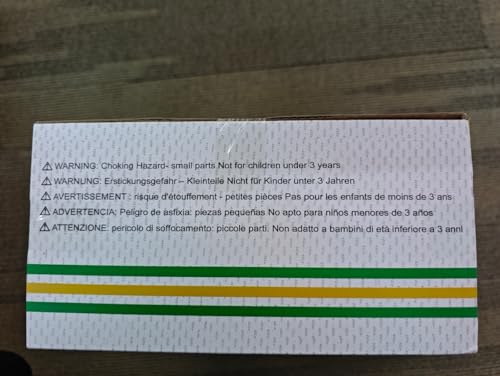 ⚠ WARNING: Choking Hazard- small parts Not for children under 3 years
⚠ WARNUNG: Erstickungsgefahr – Kleinteile Nicht für Kinder unter 3 Jahren
⚠ AVERTISSEMENT : risque d'étouffement - petites pièces Pas pour les enfants de moins de 3 ans
⚠ ADVERTENCIA: Peligro de asfixia: piezas pequeñas No apto para niños menores de 3 años
⚠ ATTENZIONE: pericolo di soffocamento: piccole parti. Non adatto a bambini di età inferiore a 3 anni